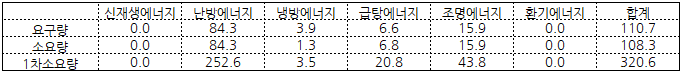 신재생에너지 난방에너지 냉방에너지 급탕에너지 조명에너지 환기에너지 합계
요구량 0.0 84.3 3.9 6.6 15.9 0.0 110.7
소요량 0.0 84.3 1.3 6.8 15.9 0.0 108.3
1차소요량 0.0 252.6 3.5 20.8 43.8 0.0 320.6